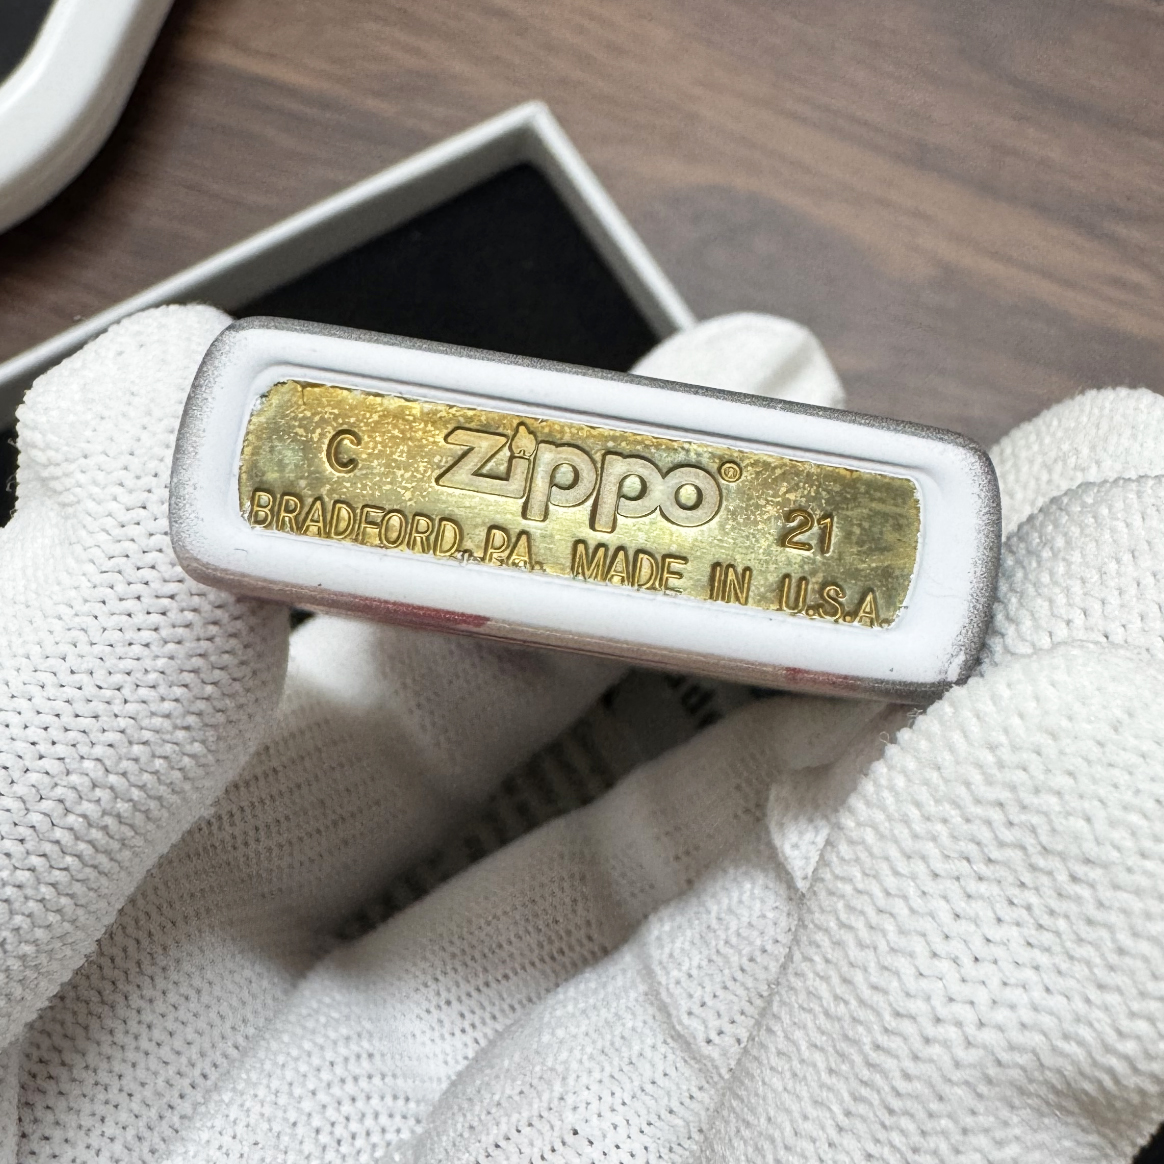 C zippo® 21
BRADFORD, PA. MADE IN U.S.A.